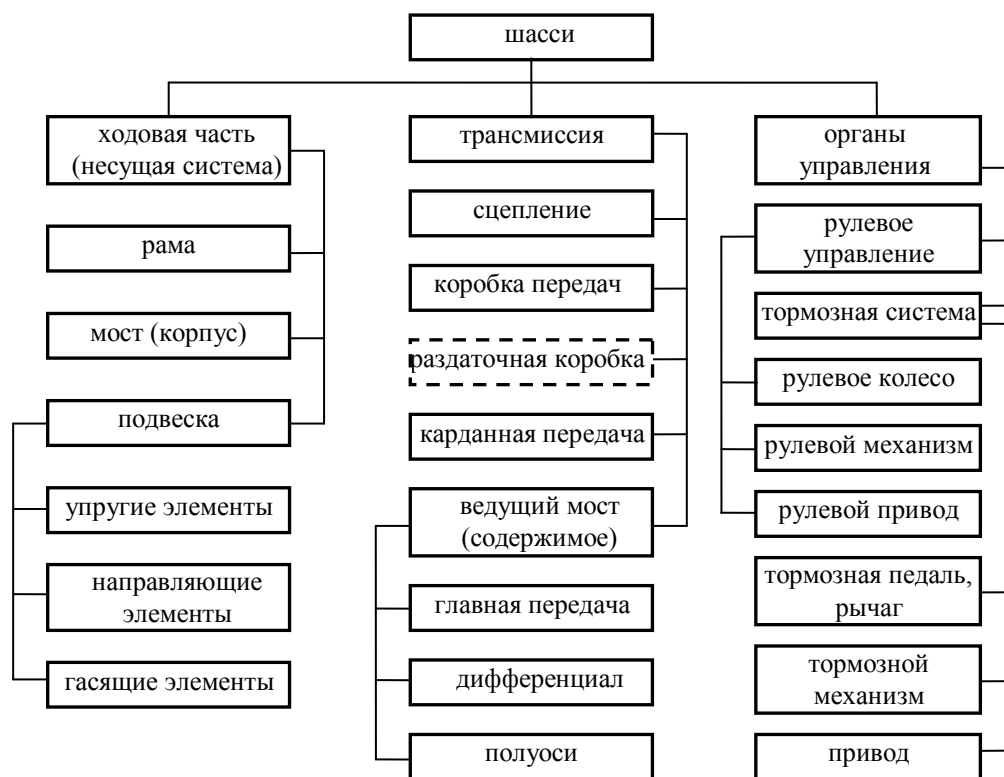 шасси
ходовая часть
(несущая система)
рама
мост (корпус)
подвеска
упругие элементы
направляющие
элементы
гасящие элементы
трансмиссия
сцепление
коробка передач
раздаточная коробка
карданная передача
ведущий мост
(содержимое)
главная передача
дифференциал
полуоси
органы
управления
рулевое
управление
тормозная система
рулевое колесо
рулевой механизм
рулевой привод
тормозная педаль,
рычаг
тормозной
механизм
привод